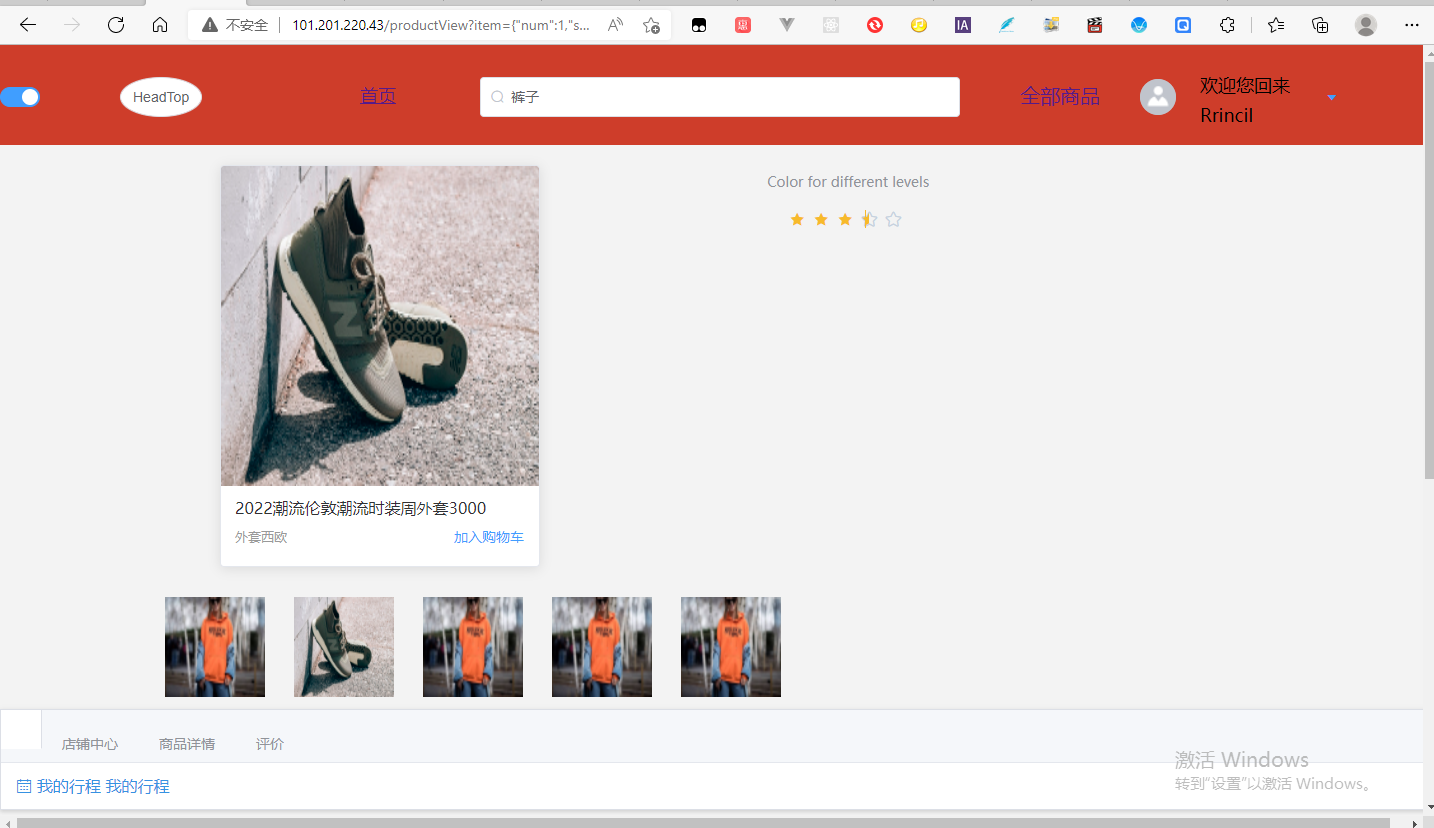 不安全 101.201.220.43/productView?item={"num":1,"s...
HeadTop
首页
裤子
全部商品
欢迎您回来
Rrincil
Color for different levels
N
2022潮流伦敦潮流时装周外套3000
外套西欧
加入购物车
店铺中心
商品详情
评价
我的行程 我的行程
激活 Windows
转到"设置"以激活 Windows。